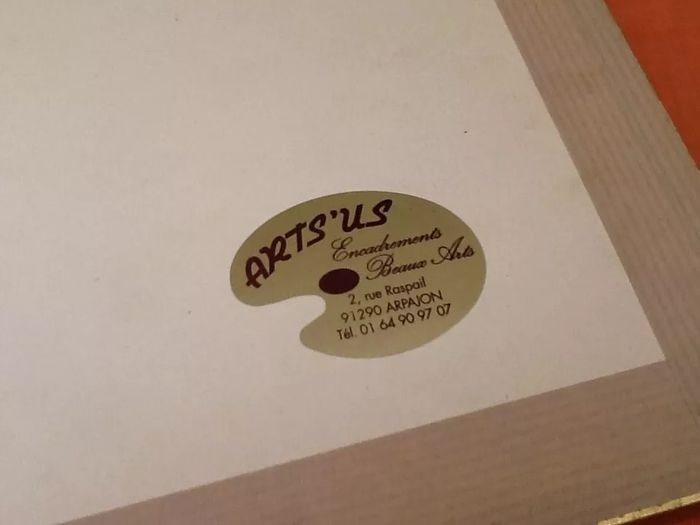 ARTS'US
Encadrements
Beaux Arts
2, rue Raspail
91290 ARPAJON
Tél. 01 64 90 97 07